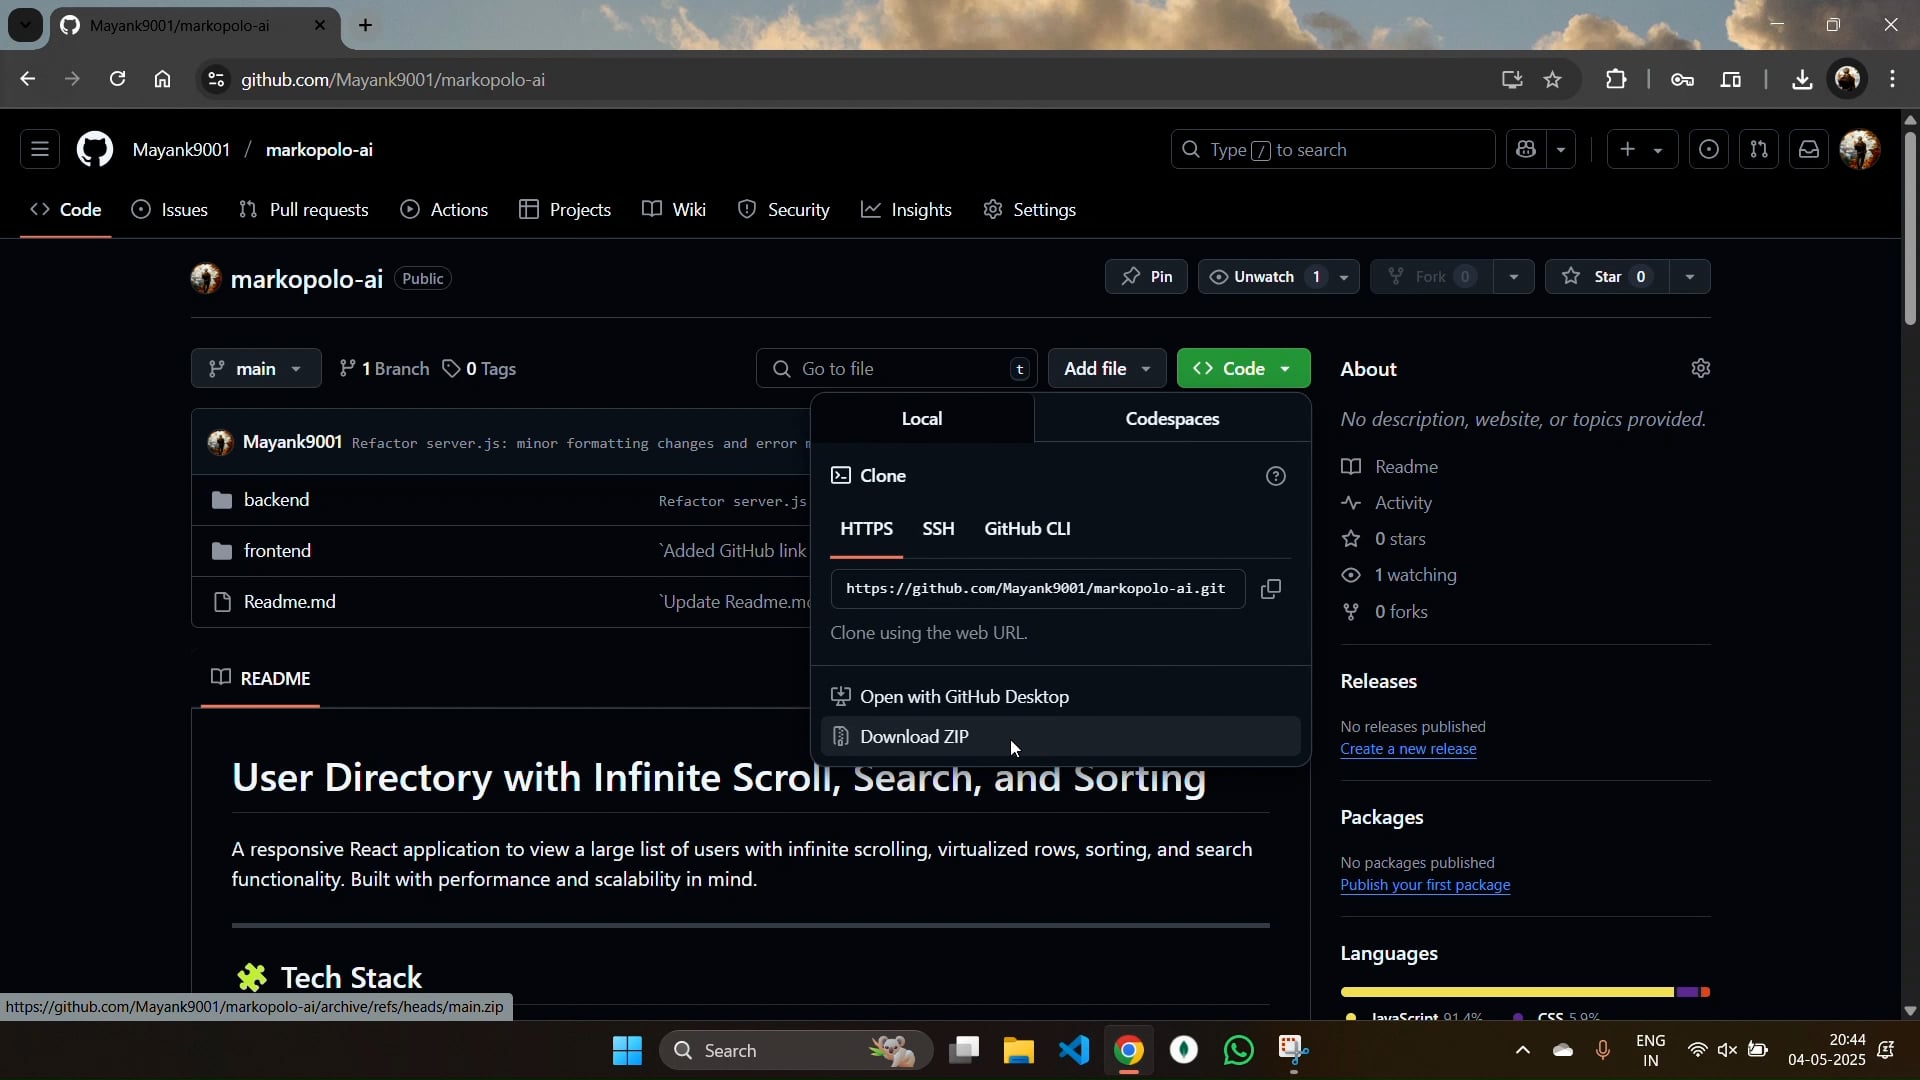 Mayank9001/markopolo-ai
github.com/Mayank9001/markopolo-ai
Mayank9001 / markopolo-ai
Type / to search
Code Issues Pull requests Actions Projects Wiki Security Insights Settings
markopolo-ai Public
Pin Unwatch 1 Fork 0 Star 0
main 1 Branch 0 Tags
Go to file t Add file Code
Mayank9001 Refactor server.js: minor formatting changes and error
backend Refactor server.js
frontend `Added GitHub link
Readme.md `Update Readme.md
Local Codespaces
Clone
HTTPS SSH GitHub CLI
https://github.com/Mayank9001/markopolo-ai.git
Clone using the web URL.
Open with GitHub Desktop
Download ZIP
README
User Directory with Infinite Scroll, Search, and Sorting
A responsive React application to view a large list of users with infinite scrolling, virtualized rows, sorting, and search
functionality. Built with performance and scalability in mind.
Tech Stack
About
No description, website, or topics provided.
Readme
Activity
0 stars
1 watching
0 forks
Releases
No releases published
Create a new release
Packages
No packages published
Publish your first package
Languages
JavaScript 91.4% CSS 5.9%
https://github.com/Mayank9001/markopolo-ai/archive/refs/heads/main.zip
Search
ENG
IN
20:44
04-05-2025